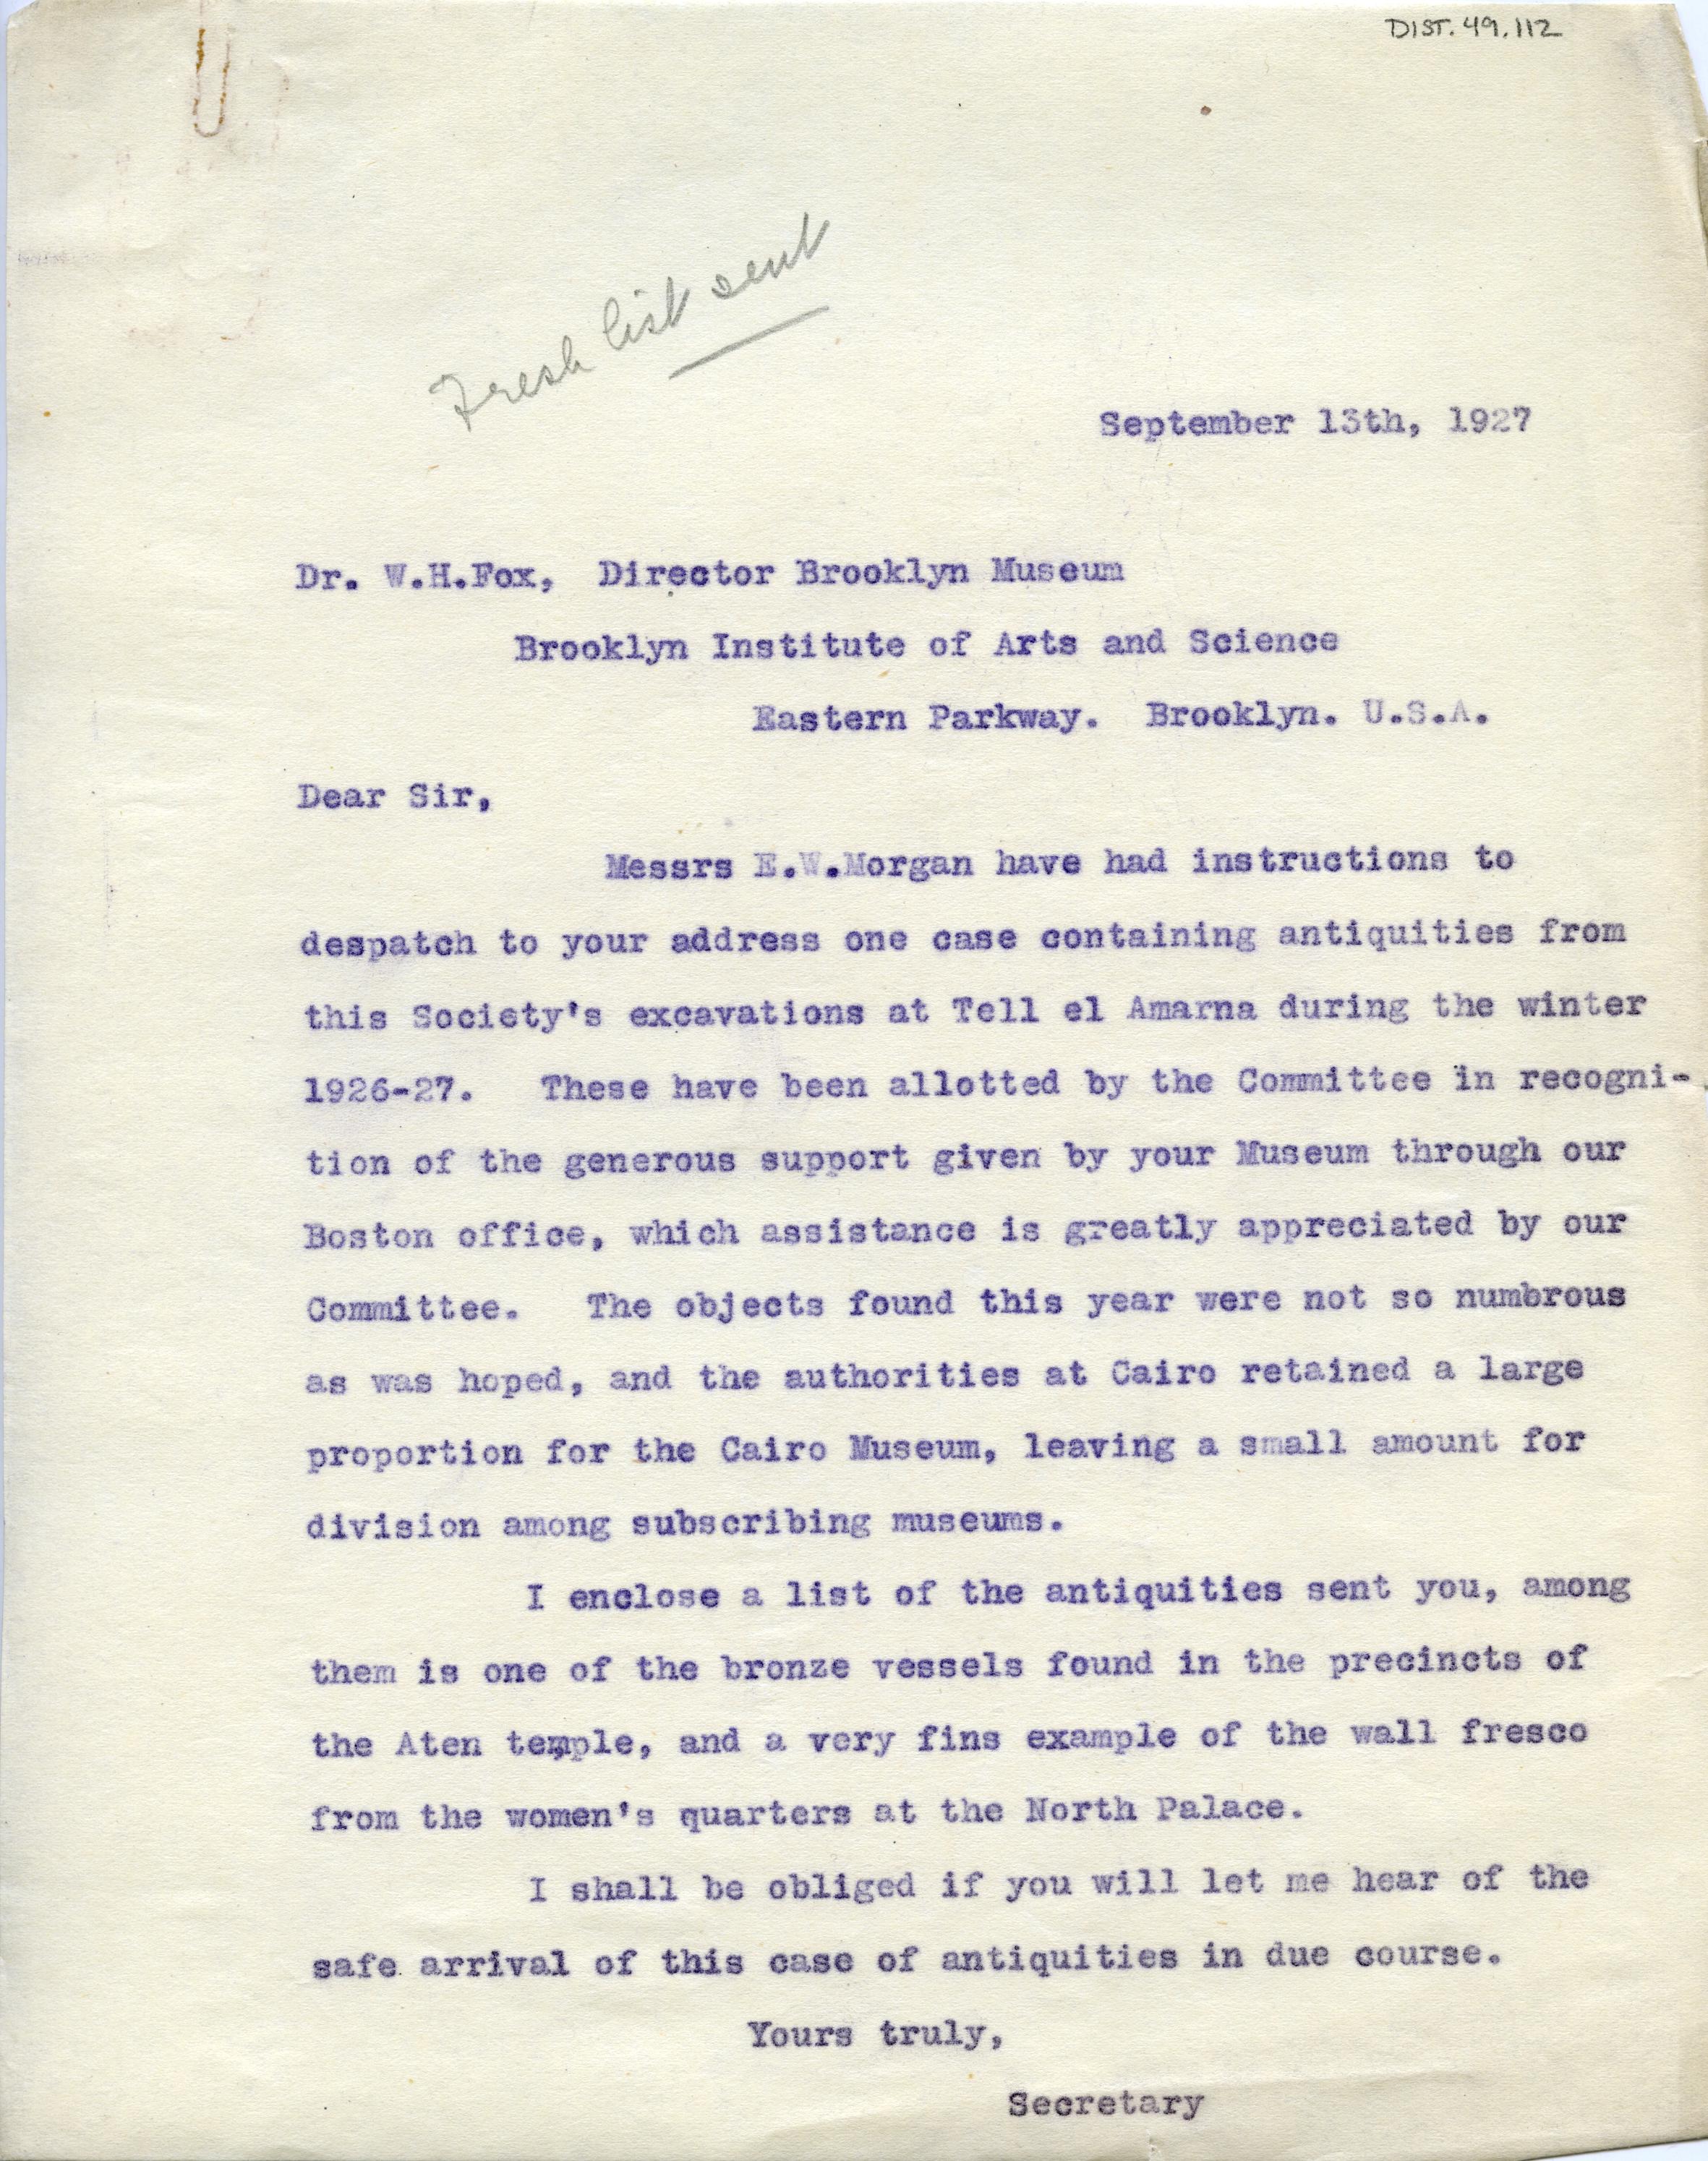 DIST. 49.112
Fresh list sent
September 13th, 1927
Dr. W.H.Fox, Director Brooklyn Museum
Brooklyn Institute of Arts and Science
Eastern Parkway. Brooklyn. U.S.A.
Dear Sir,
Messrs E.W.Morgan have had instructions to
despatch to your address one case containing antiquities from
this Society's excavations at Tell el Amarna during the winter
1926-27. These have been allotted by the Committee in recogni-
tion of the generous support given by your Museum through our
Boston office, which assistance is greatly appreciated by our
Committee. The objects found this year were not so numbrous
as was hoped, and the authorities at Cairo retained a large
proportion for the Cairo Museum, leaving a small amount for
division among subscribing museums.
I enclose a list of the antiquities sent you, among
them is one of the bronze vessels found in the precincts of
the Aten temple, and a very fins example of the wall fresco
from the women's quarters at the North Palace.
I shall be obliged if you will let me hear of the
safe arrival of this case of antiquities in due course.
Yours truly,
Secretary